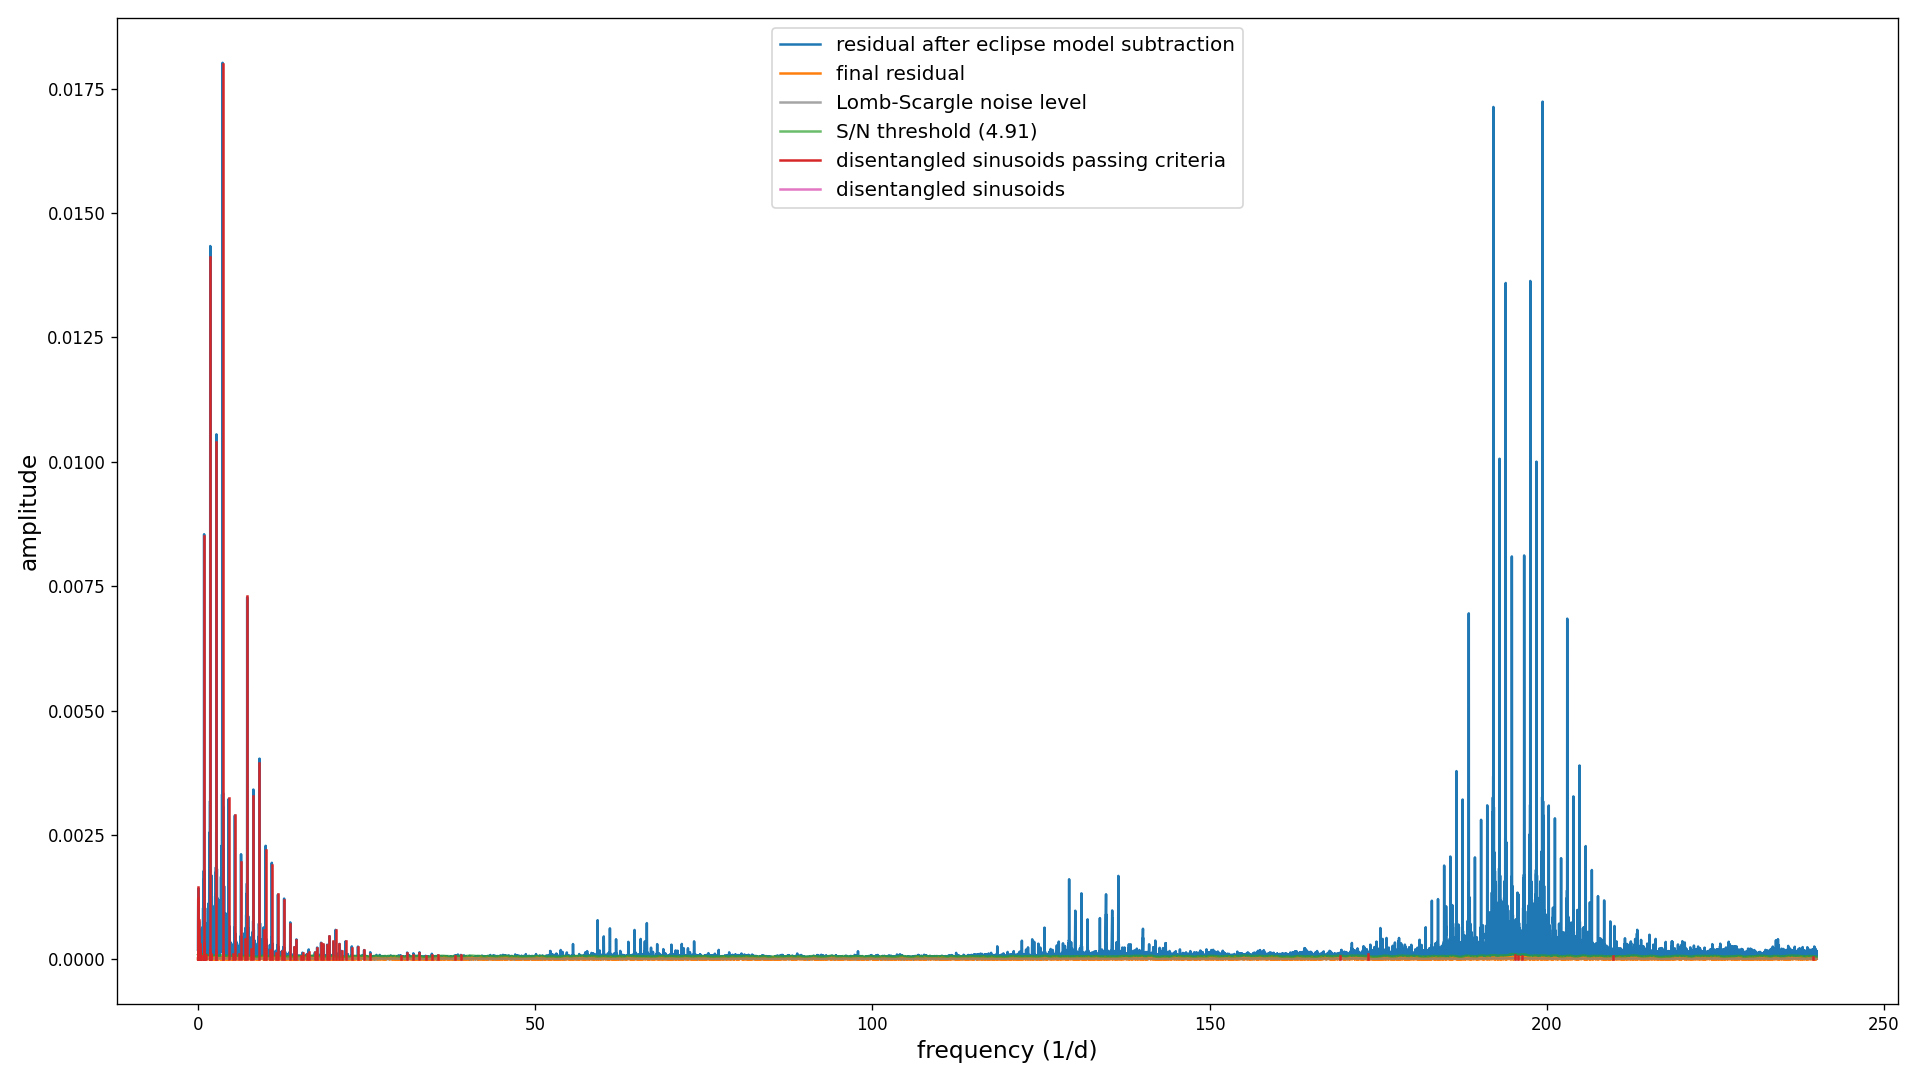 residual after eclipse model subtraction
final residual
Lomb-Scargle noise level
S/N threshold (4.91)
disentangled sinusoids passing criteria
disentangled sinusoids
amplitude
0.0175
0.0150
0.0125
0.0100
0.0075
0.0050
0.0025
0.0000
0 50 100 150 200 250
frequency (1/d)